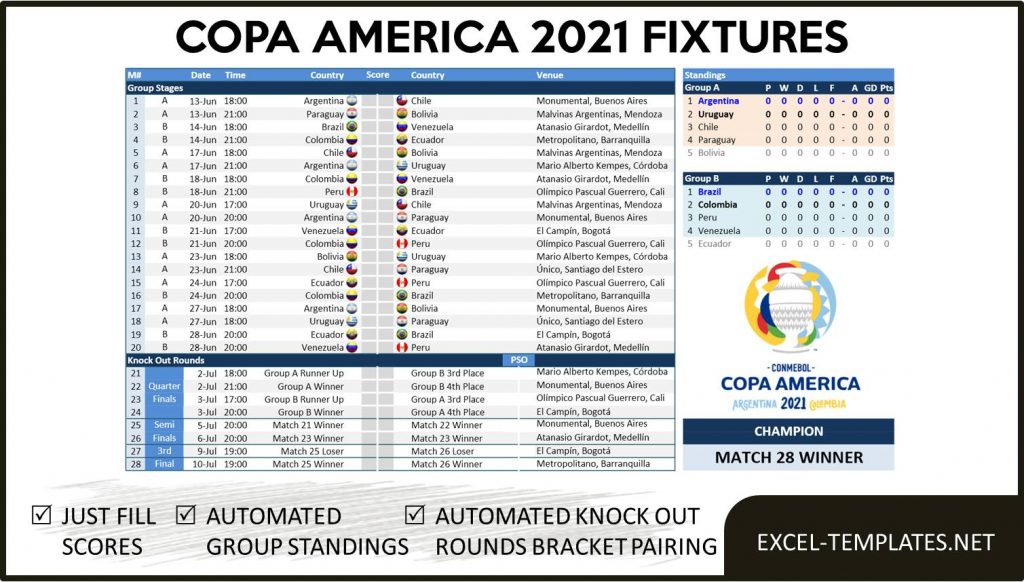 COPA AMERICA 2021 FIXTURES
M# Date Time Country Score Country Venue
Group Stages
1 A 13-Jun 18:00 Argentina Chile Monumental, Buenos Aires
2 A 13-Jun 21:00 Paraguay Bolivia Malvinas Argentinas, Mendoza
3 B 14-Jun 18:00 Brazil Venezuela Atanasio Girardot, Medellín
4 B 14-Jun 21:00 Colombia Ecuador Metropolitano, Barranquilla
5 A 17-Jun 18:00 Chile Bolivia Malvinas Argentinas, Mendoza
6 A 17-Jun 21:00 Argentina Uruguay Mario Alberto Kempes, Córdoba
7 B 18-Jun 18:00 Colombia Venezuela Atanasio Girardot, Medellín
8 B 18-Jun 21:00 Peru Brazil Olímpico Pascual Guerrero, Cali
9 A 20-Jun 17:00 Uruguay Chile Malvinas Argentinas, Mendoza
10 A 20-Jun 20:00 Argentina Paraguay Monumental, Buenos Aires
11 B 21-Jun 17:00 Venezuela Ecuador El Campín, Bogotá
12 B 21-Jun 20:00 Colombia Peru Olímpico Pascual Guerrero, Cali
13 A 23-Jun 18:00 Bolivia Uruguay Mario Alberto Kempes, Córdoba
14 A 23-Jun 21:00 Chile Paraguay Único, Santiago del Estero
15 B 24-Jun 17:00 Ecuador Peru Olímpico Pascual Guerrero, Cali
16 B 24-Jun 20:00 Colombia Brazil Metropolitano, Barranquilla
17 A 27-Jun 18:00 Argentina Bolivia Monumental, Buenos Aires
18 A 27-Jun 18:00 Uruguay Paraguay Único, Santiago del Estero
19 B 28-Jun 20:00 Ecuador Brazil El Campín, Bogotá
20 B 28-Jun 20:00 Venezuela Peru Atanasio Girardot, Medellín
Knock Out Rounds PSO
21 2-Jul 18:00 Group A Runner Up Group B 3rd Place Mario Alberto Kempes, Córdoba
22 Quarter 2-Jul 21:00 Group A Winner Group B 4th Place Monumental, Buenos Aires
23 Finals 3-Jul 17:00 Group B Runner Up Group A 3rd Place Olímpico Pascual Guerrero, Cali
24 3-Jul 20:00 Group B Winner Group A 4th Place El Campín, Bogotá
25 Semi 5-Jul 20:00 Match 21 Winner Match 22 Winner Monumental, Buenos Aires
26 Finals 6-Jul 20:00 Match 23 Winner Match 23 Winner Atanasio Girardot, Medellín
27 3rd 9-Jul 19:00 Match 25 Loser Match 26 Loser El Campín, Bogotá
28 Final 10-Jul 19:00 Match 25 Winner Match 26 Winner Metropolitano, Barranquilla
Standings
Group A P W D L F - A GD Pts
1 Argentina 0 0 0 0 0 - 0 0 0
2 Uruguay 0 0 0 0 0 - 0 0 0
3 Chile 0 0 0 0 0 - 0 0 0
4 Paraguay 0 0 0 0 0 - 0 0 0
5 Bolivia 0 0 0 0 0 - 0 0 0
Group B P W D L F - A GD Pts
1 Brazil 0 0 0 0 0 - 0 0 0
2 Colombia 0 0 0 0 0 - 0 0 0
3 Peru 0 0 0 0 0 - 0 0 0
4 Venezuela 0 0 0 0 0 - 0 0 0
5 Ecuador 0 0 0 0 0 - 0 0 0
- CONMEBOL -
COPA AMERICA
ARGENTINA 2021 COLOMBIA
CHAMPION
MATCH 28 WINNER
JUST FILL
SCORES
AUTOMATED
GROUP STANDINGS
AUTOMATED KNOCK OUT
ROUNDS BRACKET PAIRING
EXCEL-TEMPLATES.NET